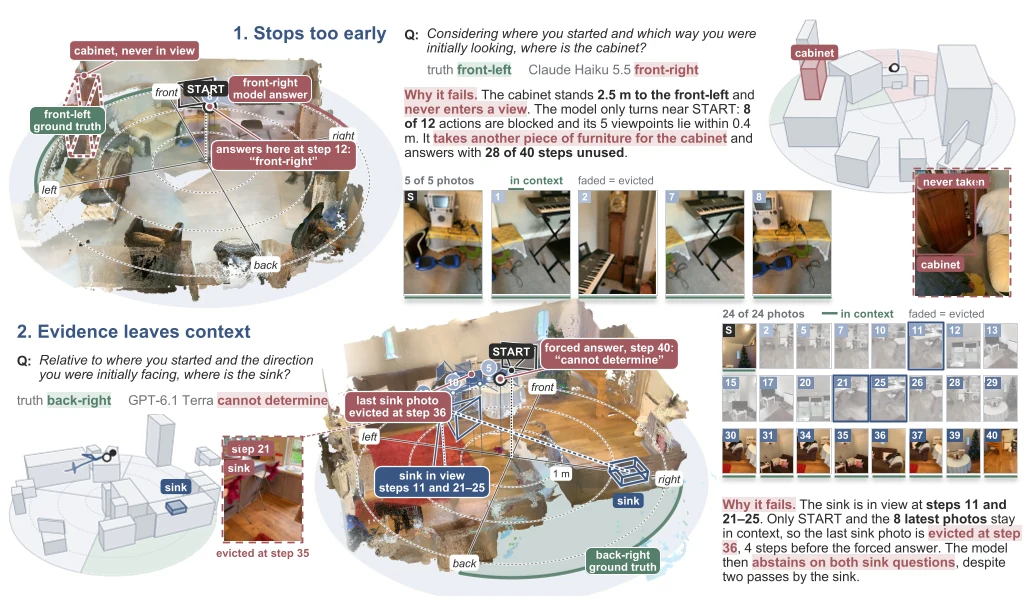 1. Stops too early
Q: Considering where you started and which way you were
initially looking, where is the cabinet?
truth front-left Claude Haiku 5.5 front-right
Why it fails. The cabinet stands 2.5 m to the front-left and
never enters a view. The model only turns near START: 8
of 12 actions are blocked and its 5 viewpoints lie within 0.4
m. It takes another piece of furniture for the cabinet and
answers with 28 of 40 steps unused.
5 of 5 photos in context faded = evicted
S 1 2 7 8
cabinet, never in view
front
START
front-right
model answer
front-left
ground truth
right
answers here at step 12:
“front-right”
left
back
cabinet
never taken
cabinet
2. Evidence leaves context
Q: Relative to where you started and the direction
you were initially facing, where is the sink?
truth back-right GPT-6.1 Terra cannot determine
sink
step 21
sink
evicted at step 35
START
forced answer, step 40:
“cannot determine”
5
10
front
last sink photo
evicted at step 36
left
sink in view
steps 11 and 21–25
1 m
right
sink
back-right
ground truth
back
24 of 24 photos in context faded = evicted
S 2 5 7 10 11 12 13
15 17 20 21 25 26 28 29
30 31 34 35 36 37 39 40
Why it fails. The sink is in view at steps 11 and
21–25. Only START and the 8 latest photos stay
in context, so the last sink photo is evicted at step
36, 4 steps before the forced answer. The model
then abstains on both sink questions, despite
two passes by the sink.